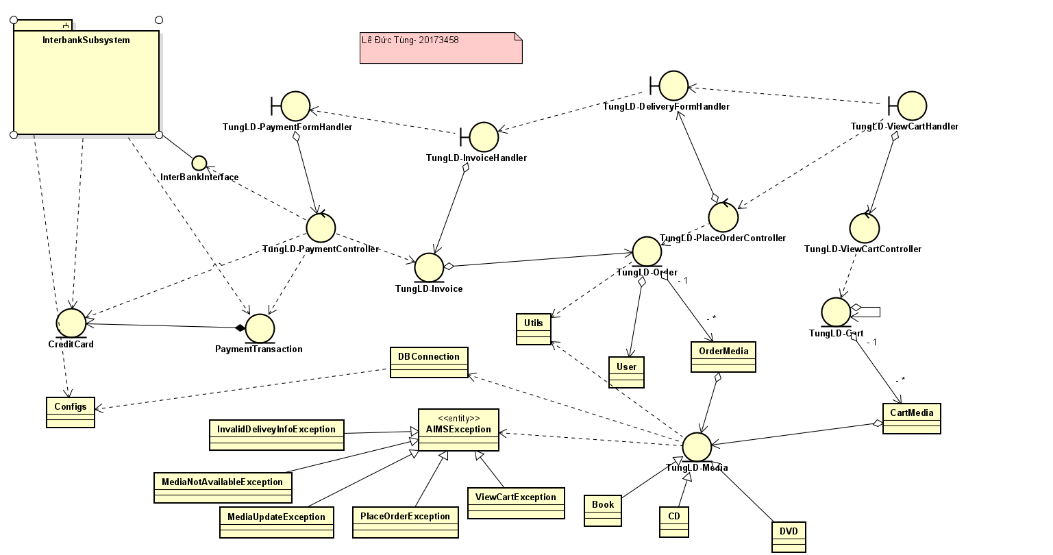 InterbankSubsystem
Lê Đức Tùng- 20173458
TungLD-PaymentFormHandler
TungLD-InvoiceHandler
TungLD-DeliveryFormHandler
TungLD-ViewCartHandler
InterBankInterface
TungLD-PaymentController
TungLD-Invoice
TungLD-Order
TungLD-PlaceOrderController
TungLD-ViewCartController
- 1
- *
CreditCard
PaymentTransaction
Utils
User
OrderMedia
TungLD-Cart
- 1
- *
DBConnection
Configs
CartMedia
InvalidDeliveyInfoException
<<entity>>
AIMSException
TungLD-Media
MediaNotAvailableException
MediaUpdateException
PlaceOrderException
ViewCartException
Book
CD
DVD